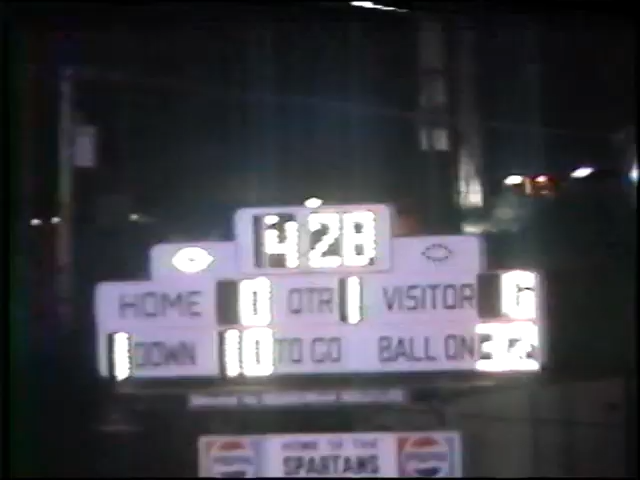 4 28
HOME 0 QTR 1 VISITOR 6
1 DOWN 10 TO GO BALL ON 32
HOME OF THE
SPARTANS